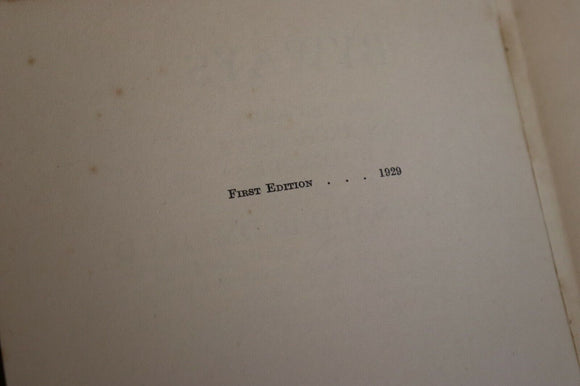 First Edition . . . 1929